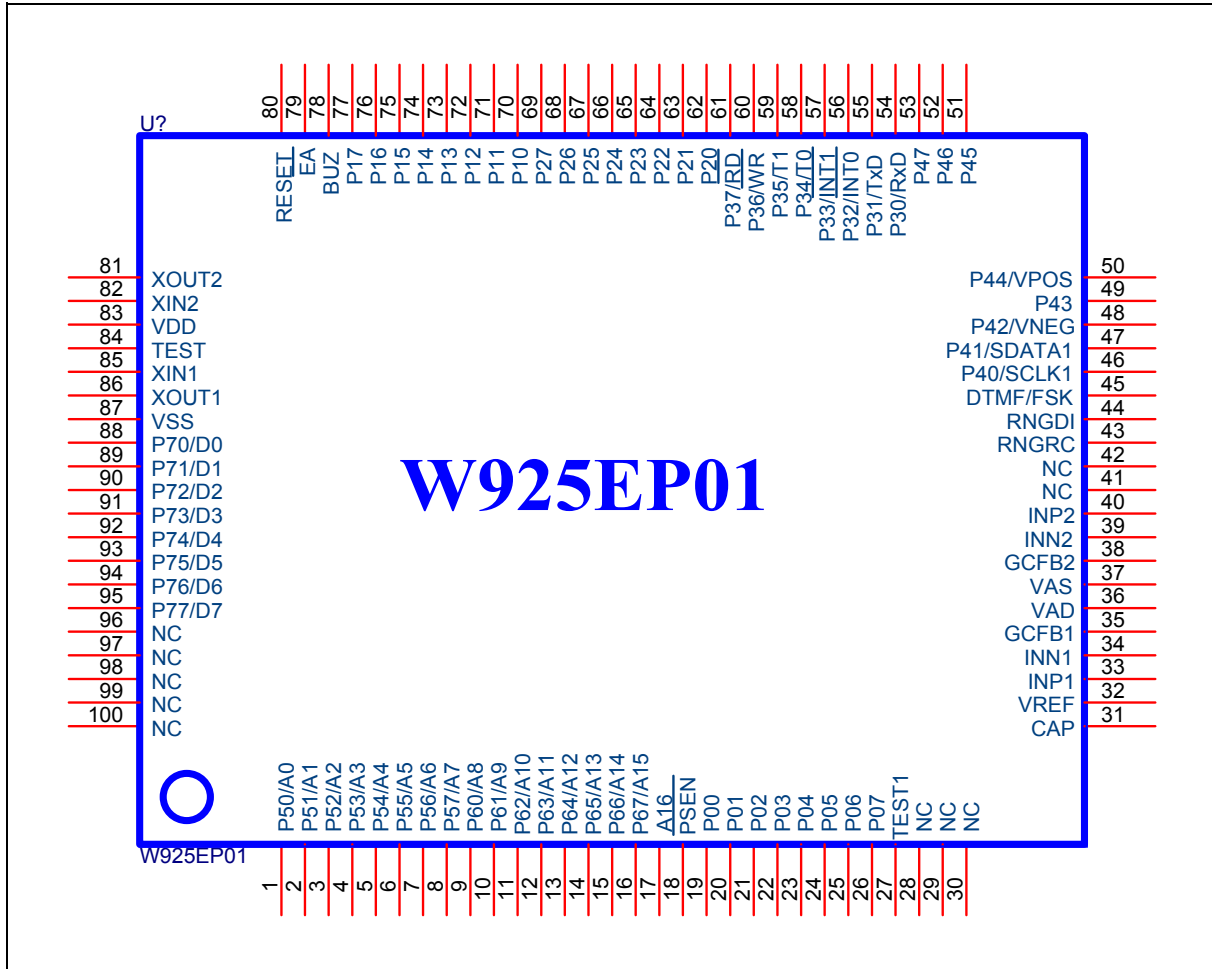 80 79 78 77 76 75 74 73 72 71 70 69 68 67 66 65 64 63 62 61 60 59 58 57 56 55 54 53 52 51
U?
RESET
EA
BUZ
P17
P16
P15
P14
P13
P12
P11
P10
P27
P26
P25
P24
P23
P22
P21
P20
P37/RD
P36/WR
P35/T1
P34/T0
P33/INT1
P32/INT0
P31/TxD
P30/RxD
P47
P46
P45
81 XOUT2
82 XIN2
83 VDD
84 TEST
85 XIN1
86 XOUT1
87 VSS
88 P70/D0
89 P71/D1
90 P72/D2
91 P73/D3
92 P74/D4
93 P75/D5
94 P76/D6
95 P77/D7
96 NC
97 NC
98 NC
99 NC
100 NC
W925EP01
P44/VPOS 50
P43 49
P42/VNEG 48
P41/SDATA1 47
P40/SCLK1 46
DTMF/FSK 45
RNGDI 44
RNGRC 43
NC 42
NC 41
INP2 40
INN2 39
GCFB2 38
VAS 37
VAD 36
GCFB1 35
INN1 34
INP1 33
VREF 32
CAP 31
P50/A0
P51/A1
P52/A2
P53/A3
P54/A4
P55/A5
P56/A6
P57/A7
P60/A8
P61/A9
P62/A10
P63/A11
P64/A12
P65/A13
P66/A14
P67/A15
A16
PSEN
P00
P01
P02
P03
P04
P05
P06
P07
TEST1
NC
NC
NC
W925EP01
1 2 3 4 5 6 7 8 9 10 11 12 13 14 15 16 17 18 19 20 21 22 23 24 25 26 27 28 29 30